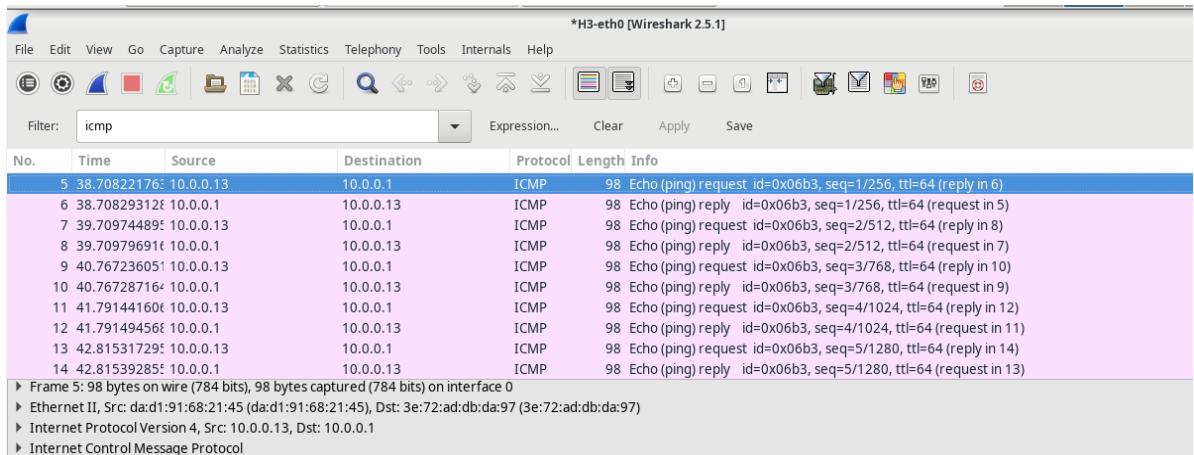 *H3-eth0 [Wireshark 2.5.1]
File Edit View Go Capture Analyze Statistics Telephony Tools Internals Help
Filter: icmp Expression... Clear Apply Save
No. Time Source Destination Protocol Length Info
5 38.70822176 10.0.0.13 10.0.0.1 ICMP 98 Echo (ping) request id=0x06b3, seq=1/256, ttl=64 (reply in 6)
6 38.70829312 10.0.0.1 10.0.0.13 ICMP 98 Echo (ping) reply id=0x06b3, seq=1/256, ttl=64 (request in 5)
7 39.70974489 10.0.0.13 10.0.0.1 ICMP 98 Echo (ping) request id=0x06b3, seq=2/512, ttl=64 (reply in 8)
8 39.70979691 10.0.0.1 10.0.0.13 ICMP 98 Echo (ping) reply id=0x06b3, seq=2/512, ttl=64 (request in 7)
9 40.76723605 10.0.0.13 10.0.0.1 ICMP 98 Echo (ping) request id=0x06b3, seq=3/768, ttl=64 (reply in 10)
10 40.76728716 10.0.0.1 10.0.0.13 ICMP 98 Echo (ping) reply id=0x06b3, seq=3/768, ttl=64 (request in 9)
11 41.79144160 10.0.0.13 10.0.0.1 ICMP 98 Echo (ping) request id=0x06b3, seq=4/1024, ttl=64 (reply in 12)
12 41.79149456 10.0.0.1 10.0.0.13 ICMP 98 Echo (ping) reply id=0x06b3, seq=4/1024, ttl=64 (request in 11)
13 42.81531729 10.0.0.13 10.0.0.1 ICMP 98 Echo (ping) request id=0x06b3, seq=5/1280, ttl=64 (reply in 14)
14 42.81539285 10.0.0.1 10.0.0.13 ICMP 98 Echo (ping) reply id=0x06b3, seq=5/1280, ttl=64 (request in 13)
Frame 5: 98 bytes on wire (784 bits), 98 bytes captured (784 bits) on interface 0
Ethernet II, Src: da:d1:91:68:21:45 (da:d1:91:68:21:45), Dst: 3e:72:ad:db:da:97 (3e:72:ad:db:da:97)
Internet Protocol Version 4, Src: 10.0.0.13, Dst: 10.0.0.1
Internet Control Message Protocol